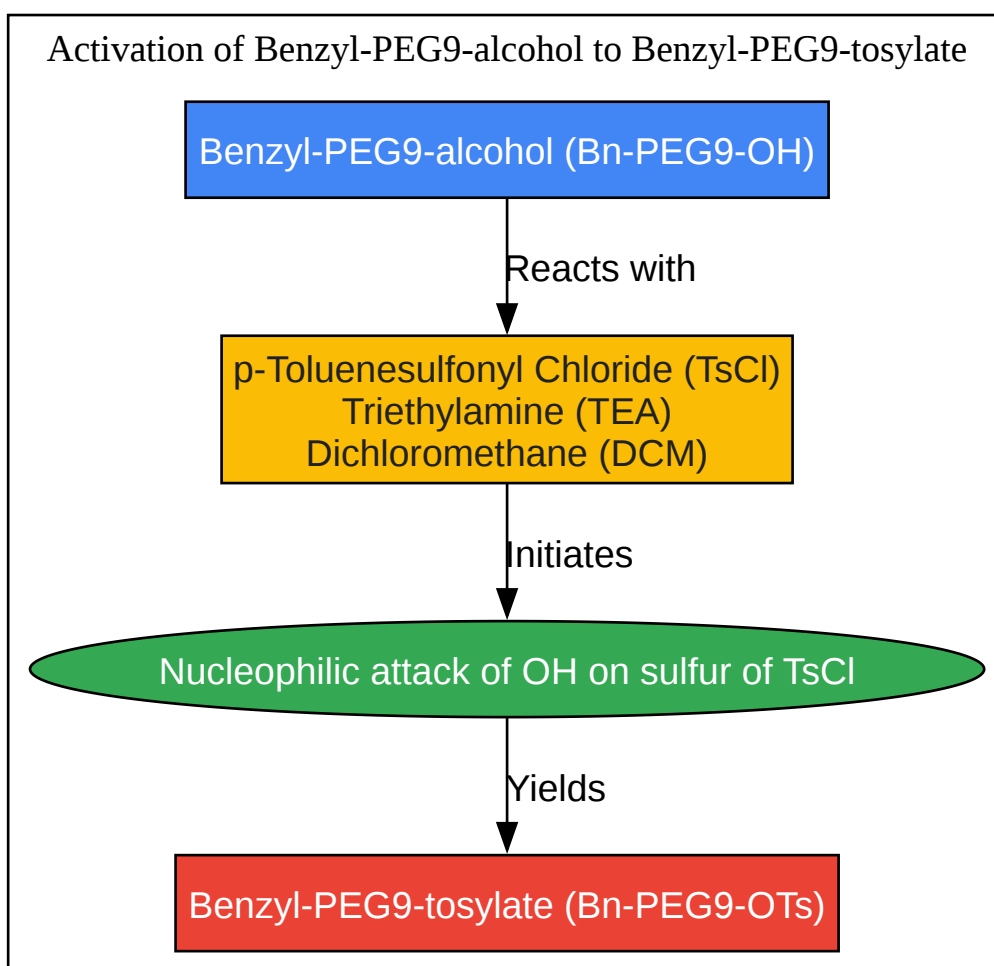 Activation of Benzyl-PEG9-alcohol to Benzyl-PEG9-tosylate
Benzyl-PEG9-alcohol (Bn-PEG9-OH)
Reacts with
p-Toluenesulfonyl Chloride (TsCl)
Triethylamine (TEA)
Dichloromethane (DCM)
Initiates
Nucleophilic attack of OH on sulfur of TsCl
Yields
Benzyl-PEG9-tosylate (Bn-PEG9-OTs)